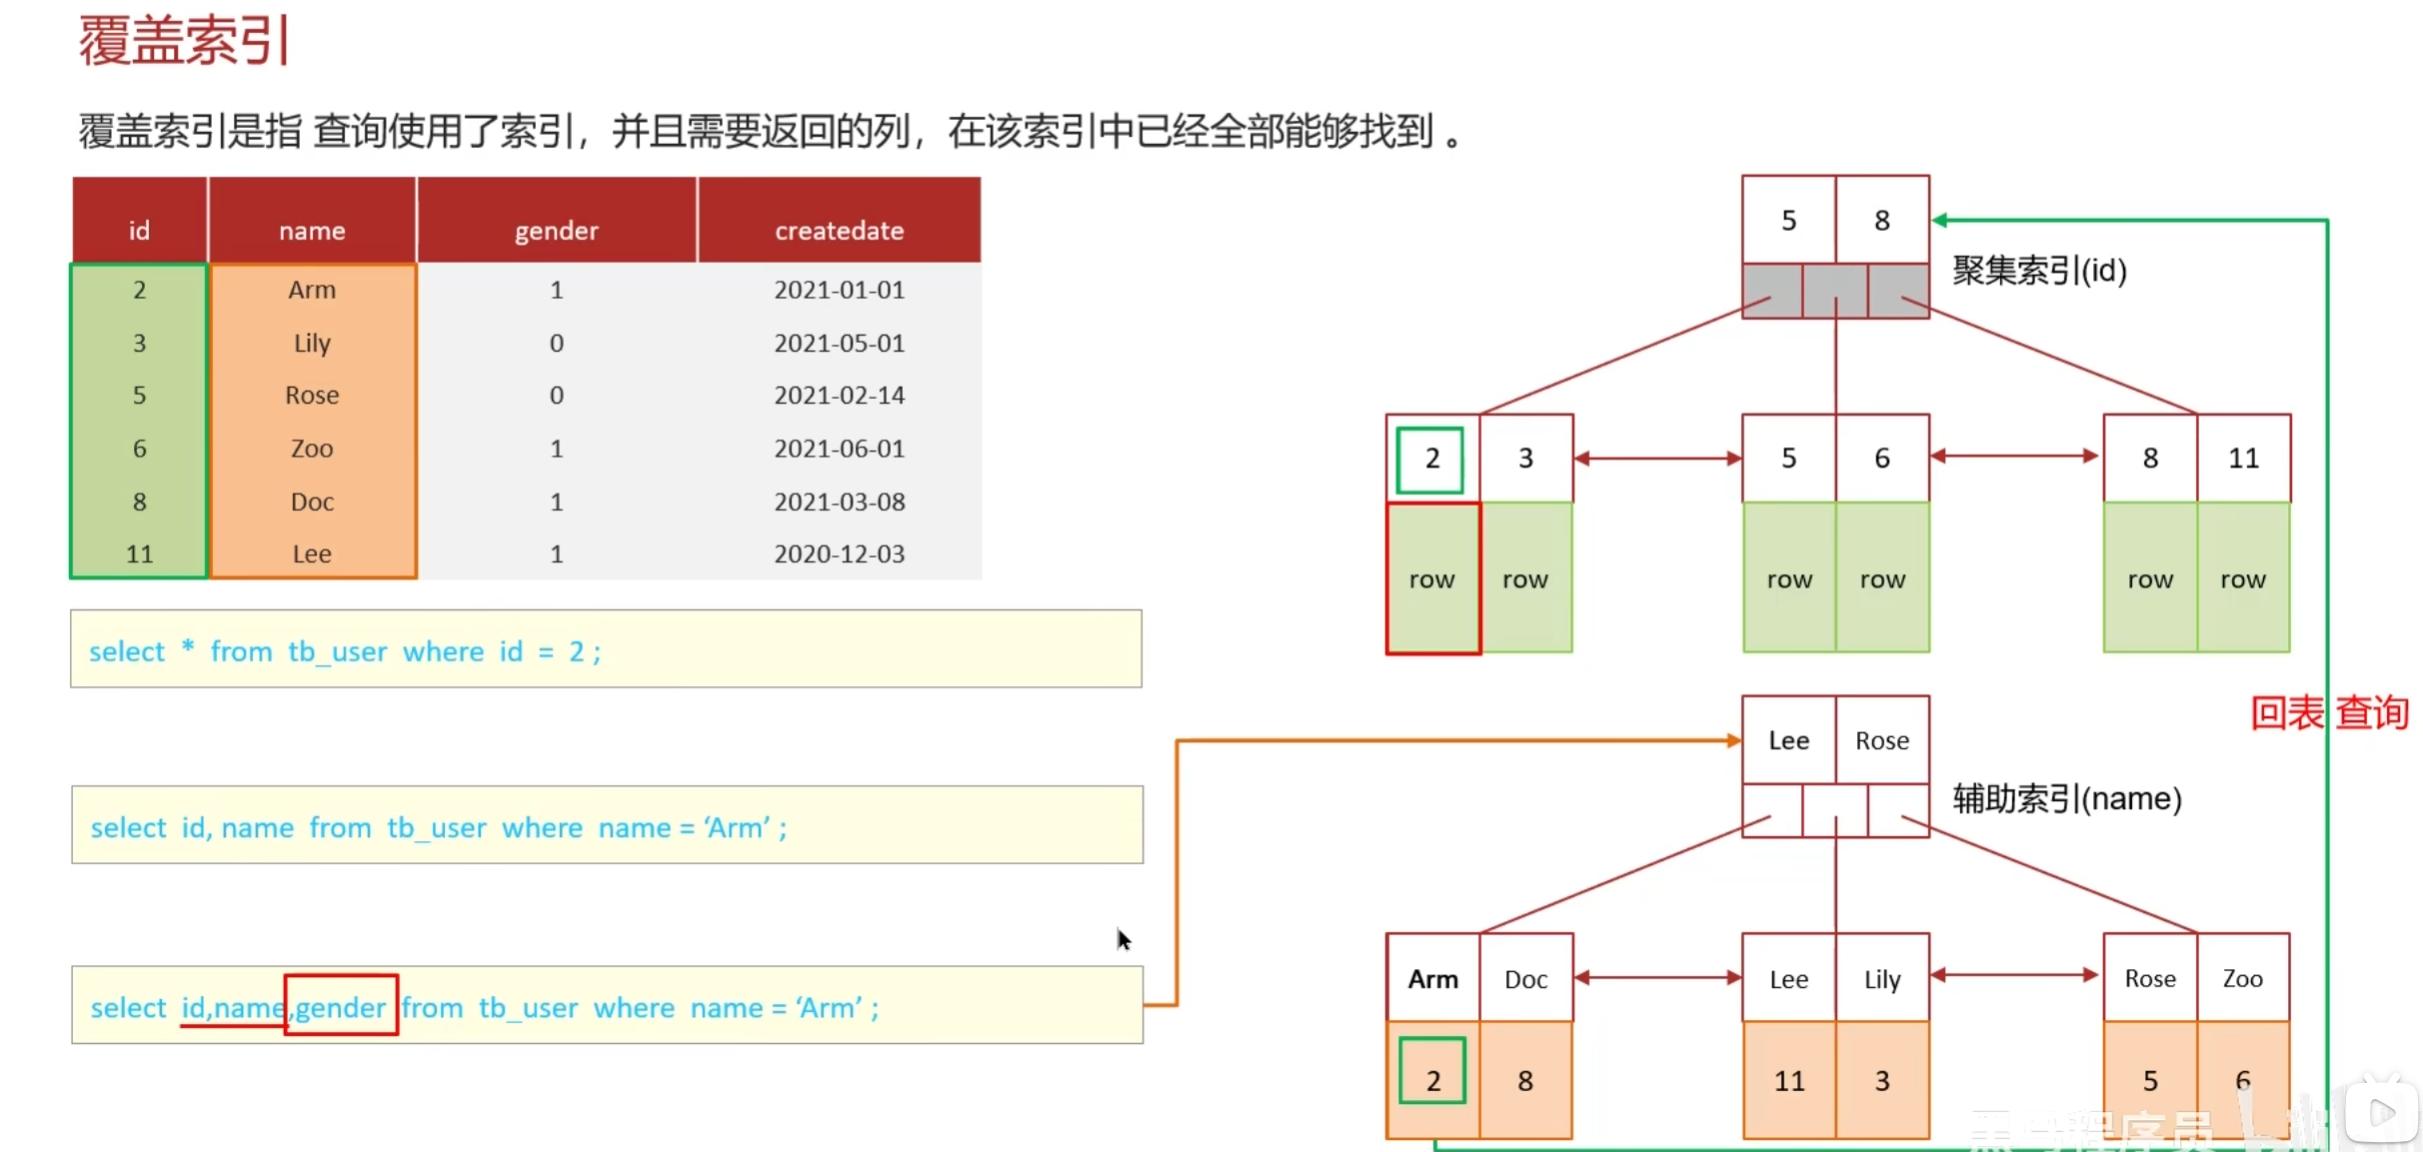 覆盖索引
覆盖索引是指 查询使用了索引，并且需要返回的列，在该索引中已经全部能够找到 。
id name gender createdate
2 Arm 1 2021-01-01
3 Lily 0 2021-05-01
5 Rose 0 2021-02-14
6 Zoo 1 2021-06-01
8 Doc 1 2021-03-08
11 Lee 1 2020-12-03
select * from tb_user where id = 2 ;
select id, name from tb_user where name = ‘Arm’ ;
select id,name,gender from tb_user where name = ‘Arm’ ;
5 8
聚集索引(id)
2 3 5 6 8 11
row row row row row row
回表 查询
Lee Rose
辅助索引(name)
Arm Doc Lee Lily Rose Zoo
2 8 11 3 5 6
黑马程序员